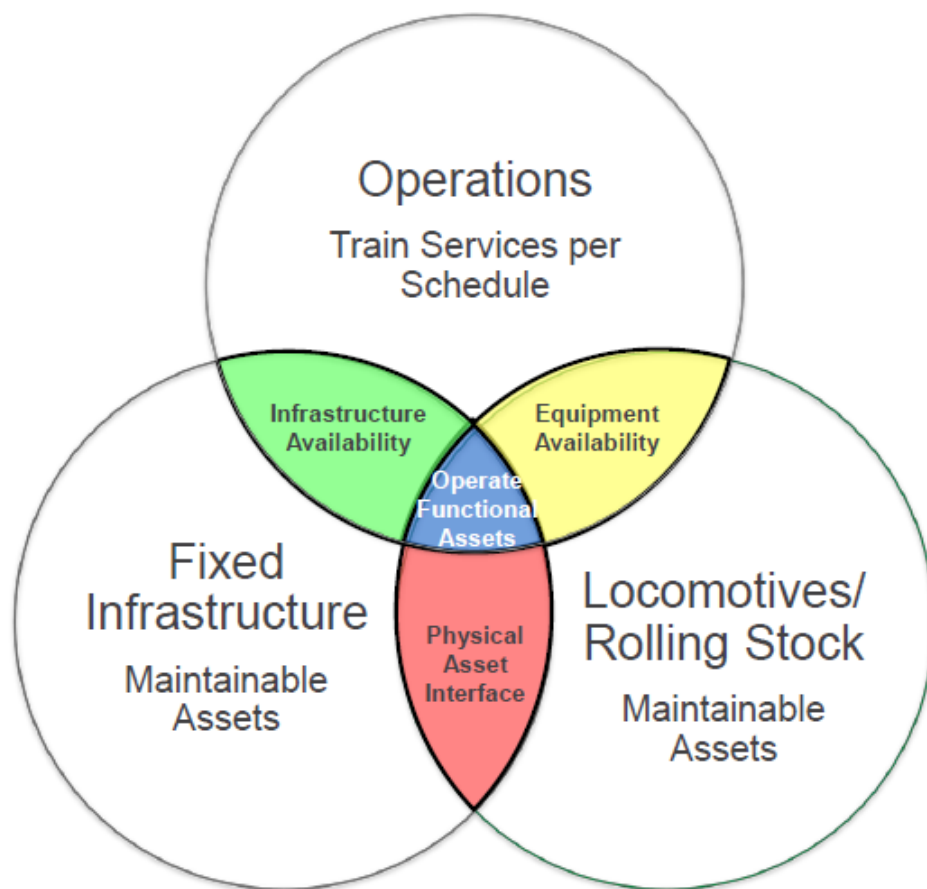 Operations
Train Services per
Schedule
Infrastructure
Availability
Equipment
Availability
Operate
Functional
Assets
Fixed
Infrastructure
Maintainable
Assets
Locomotives/
Rolling Stock
Maintainable
Assets
Physical
Asset
Interface